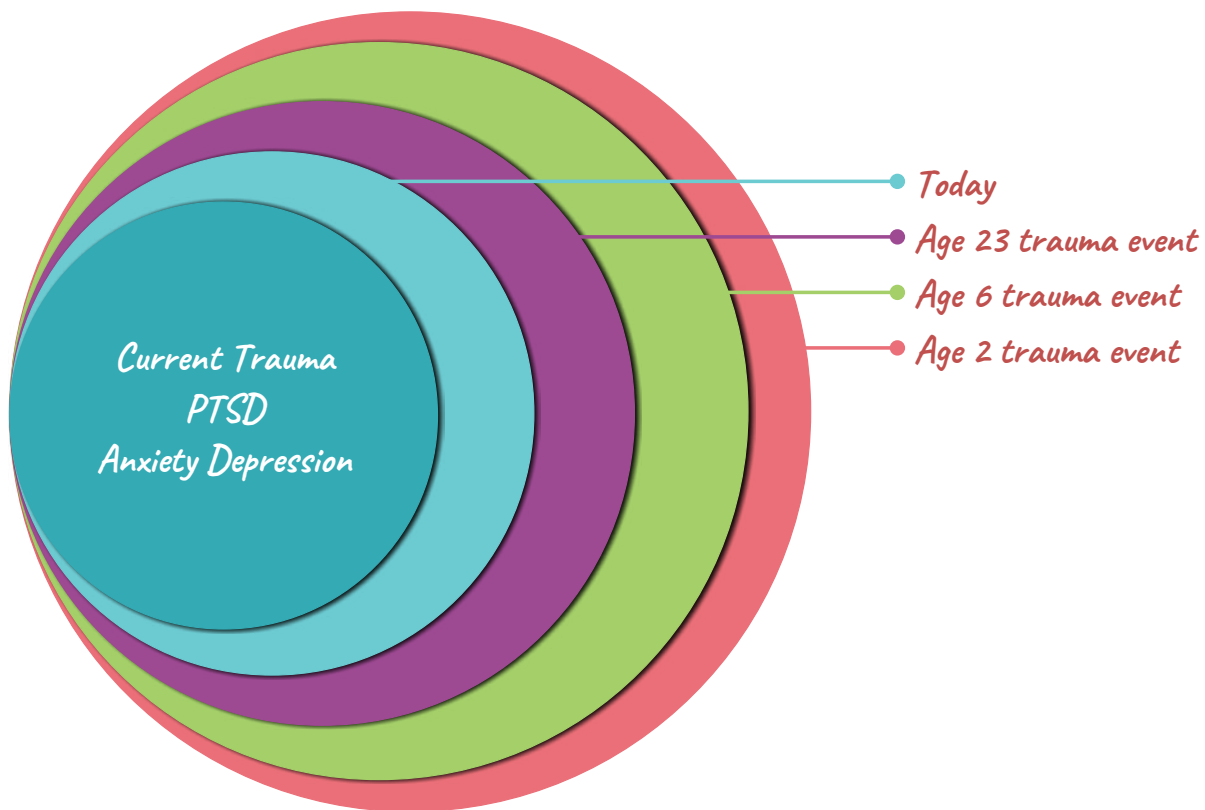 Today
Age 23 trauma event
Age 6 trauma event
Age 2 trauma event
Current Trauma
PTSD
Anxiety Depression